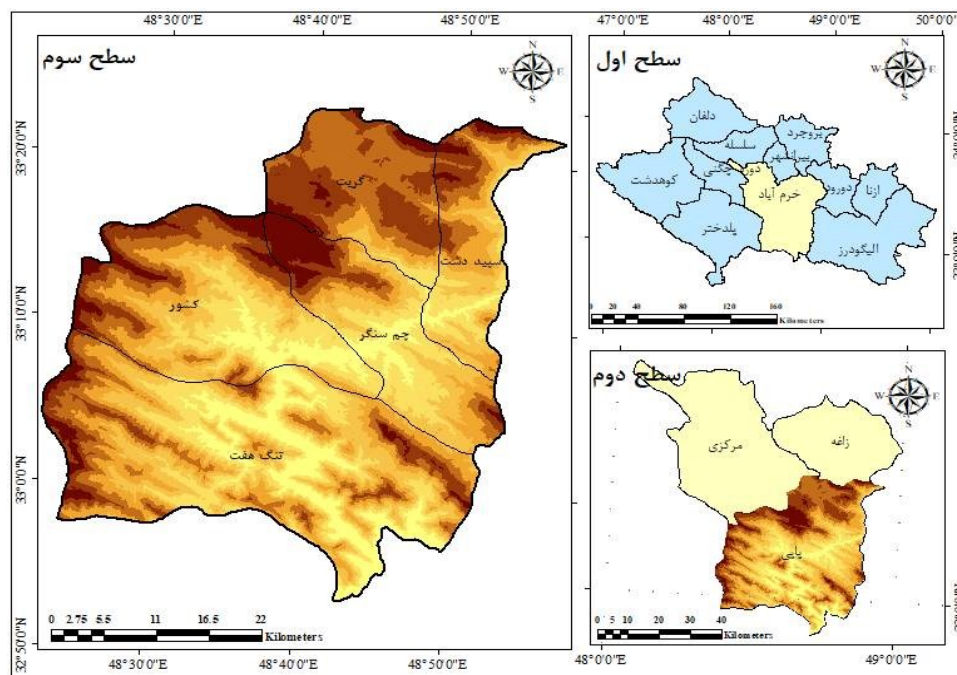 48°30'0"E 48°40'0"E 48°50'0"E
47°0'0"E 48°0'0"E 49°0'0"E 50°0'0"E
سطح سوم
N
W E
S
33°20'0"N
33°10'0"N
33°0'0"N
32°50'0"N
گریت
سپید دشت
کشور
چم سنگر
تنگ هفت
0 2.75 5.5 11 16.5 22
Kilometers
48°30'0"E 48°40'0"E 48°50'0"E
سطح اول
N
W E
S
دلفان
بروجرد
سلسله
بیرانشهر
دوره چگنی
کوهدشت
خرم آباد
دورود
ازنا
پلدختر
الیگودرز
0 20 40 80 120 160
Kilometers
سطح دوم
N
W E
S
مرکزی
زاغه
پاپی
0 5 10 20 30 40
Kilometers
48°0'0"E 49°0'0"E